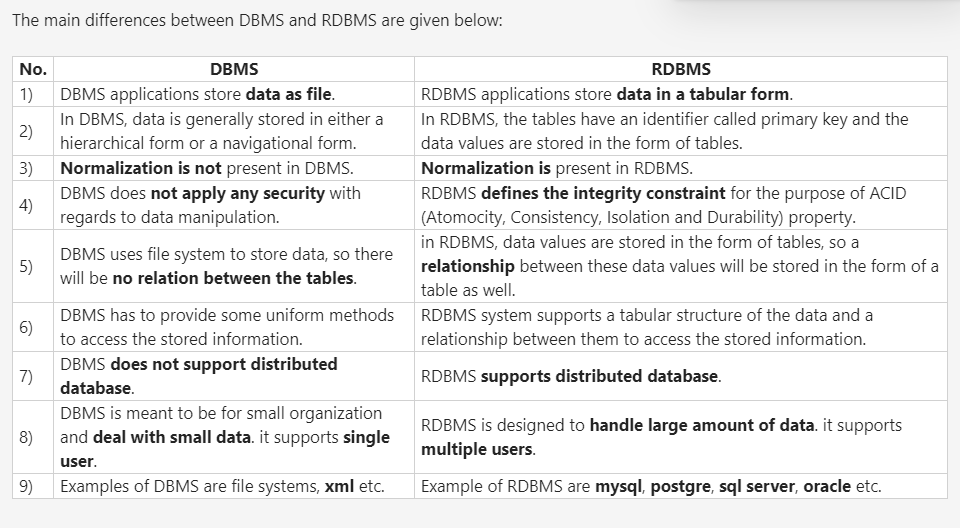 The main differences between DBMS and RDBMS are given below:
No. DBMS RDBMS
1) DBMS applications store data as file. RDBMS applications store data in a tabular form.
2) In DBMS, data is generally stored in either a
hierarchical form or a navigational form.
In RDBMS, the tables have an identifier called primary key and the
data values are stored in the form of tables.
3) Normalization is not present in DBMS. Normalization is present in RDBMS.
4) DBMS does not apply any security with
regards to data manipulation.
RDBMS defines the integrity constraint for the purpose of ACID
(Atomocity, Consistency, Isolation and Durability) property.
5) DBMS uses file system to store data, so there
will be no relation between the tables.
in RDBMS, data values are stored in the form of tables, so a
relationship between these data values will be stored in the form of a
table as well.
6) DBMS has to provide some uniform methods
to access the stored information.
RDBMS system supports a tabular structure of the data and a
relationship between them to access the stored information.
7) DBMS does not support distributed
database.
RDBMS supports distributed database.
8) DBMS is meant to be for small organization
and deal with small data. it supports single
user.
RDBMS is designed to handle large amount of data. it supports
multiple users.
9) Examples of DBMS are file systems, xml etc. Example of RDBMS are mysql, postgre, sql server, oracle etc.